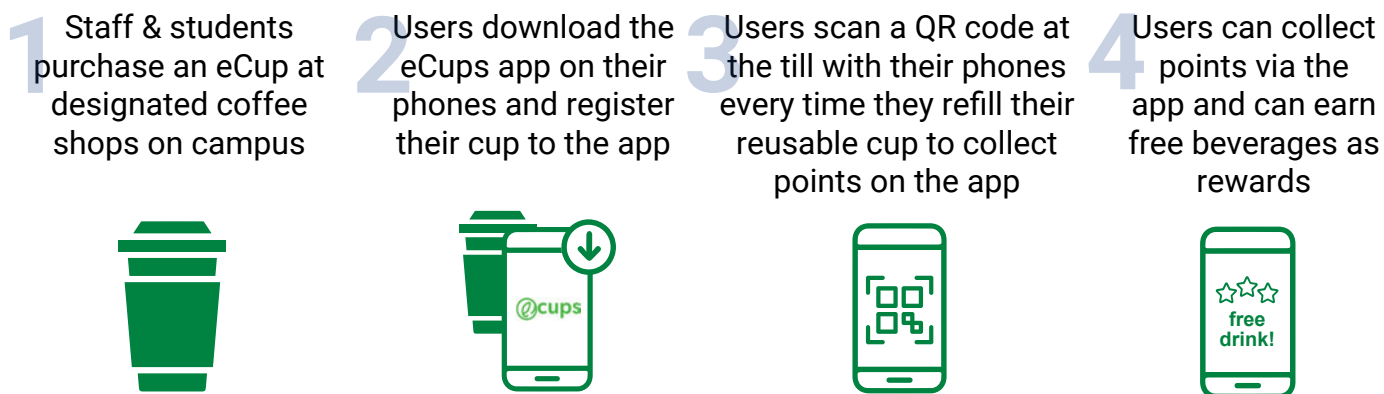 1
Staff & students
purchase an eCup at
designated coffee
shops on campus
2
Users download the
eCups app on their
phones and register
their cup to the app
@cups
3
Users scan a QR code at
the till with their phones
every time they refill their
reusable cup to collect
points on the app
4
Users can collect
points via the
app and can earn
free beverages as
rewards
free
drink!